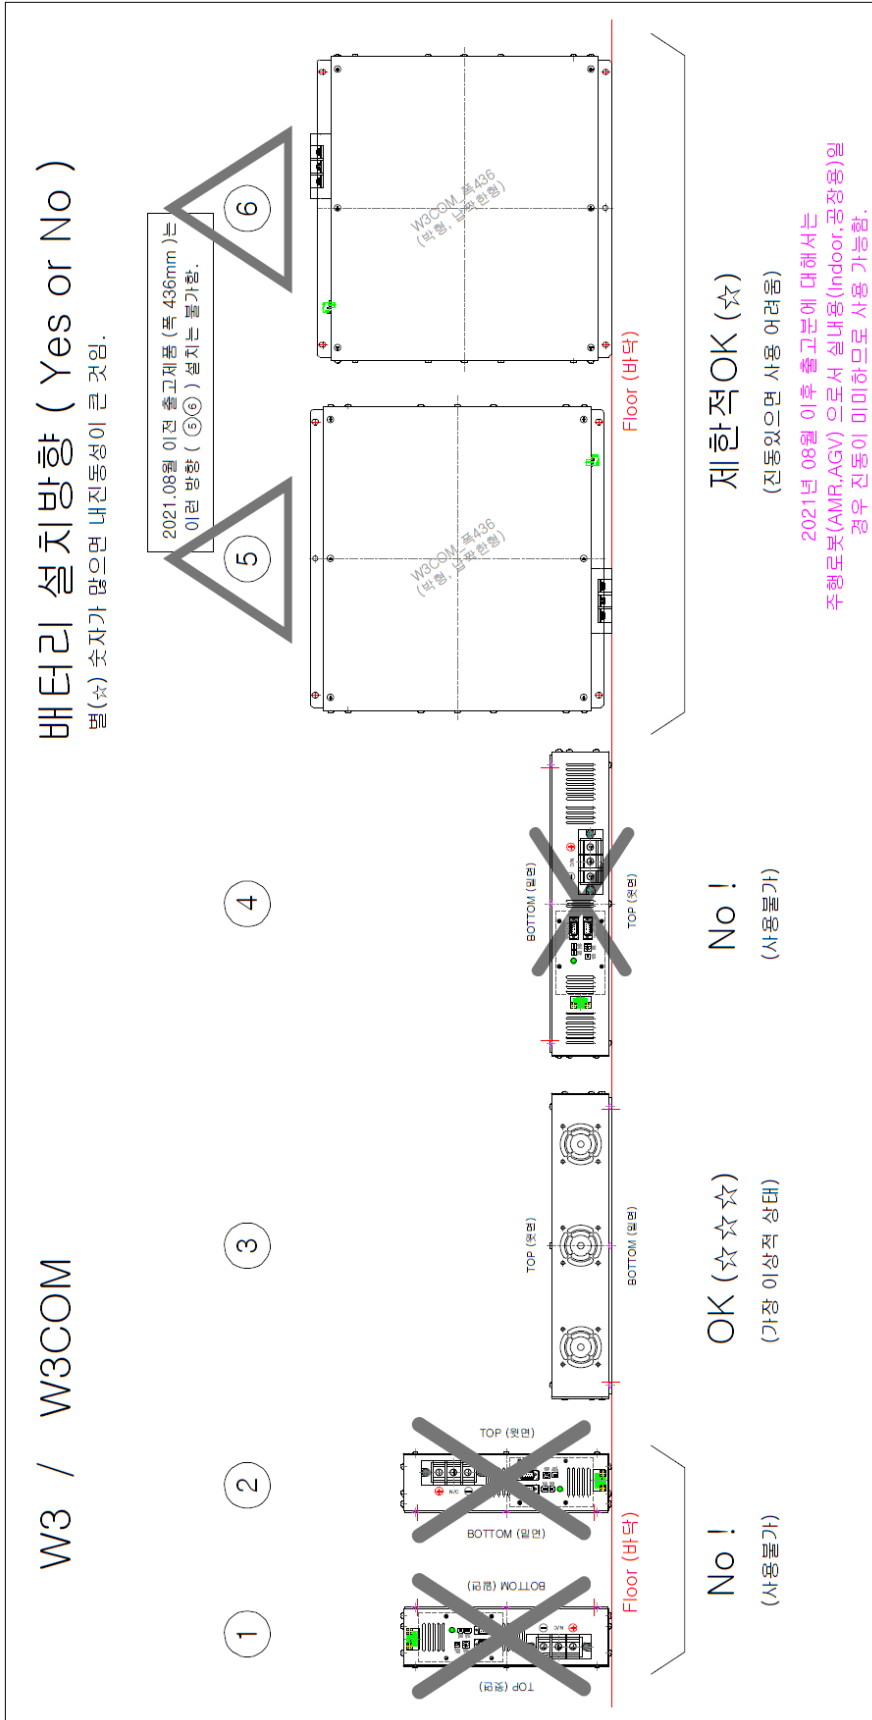 W3 / W3COM
배터리 설치방향 ( Yes or No )
별(☆) 숫자가 많으면 내진동성이 큰 것임.
2021.08월 이전 출고제품 (폭 436mm )는
이런 방향 ( ⑤⑥ ) 설치는 불가함.
①
②
③
④
⑤
⑥
TOP (윗면)
BOTTOM (밑면)
N/C
BOTTOM (밑면)
TOP (윗면)
N/C
TOP (윗면)
BOTTOM (밑면)
BOTTOM (밑면)
TOP (윗면)
N/C
W3COM_폭436
(박형, 납작한형)
W3COM_폭436
(박형, 납작한형)
Floor (바닥)
Floor (바닥)
No !
(사용불가)
OK (☆☆☆)
(가장 이상적 상태)
No !
(사용불가)
제한적OK (☆)
(진동있으면 사용 어려움)
2021년 08월 이후 출고분에 대해서는
주행로봇(AMR,AGV) 으로서 실내용(Indoor,공장용)일
경우 진동이 미미하므로 사용 가능함.